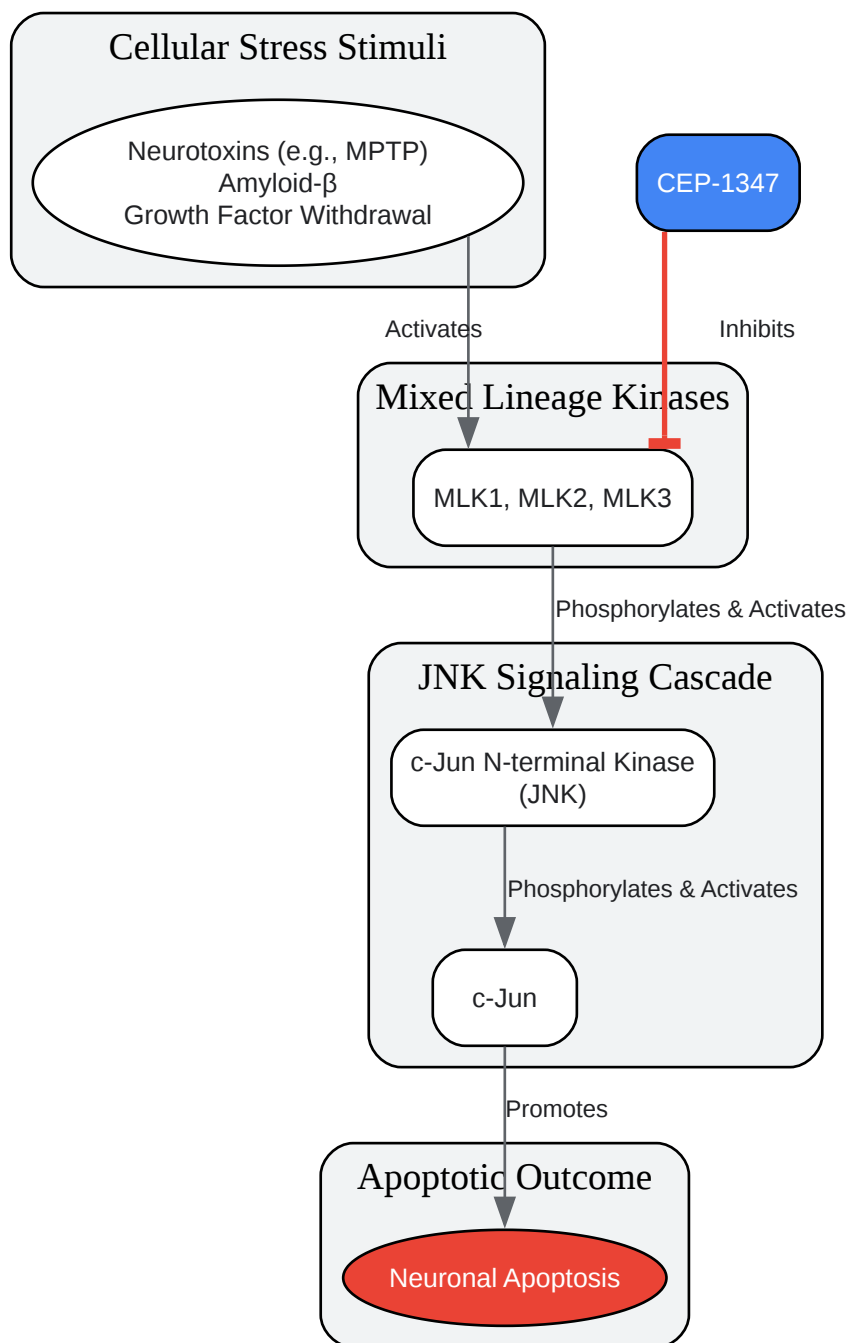 Cellular Stress Stimuli
Neurotoxins (e.g., MPTP)
Amyloid-β
Growth Factor Withdrawal
CEP-1347
Activates
Inhibits
Mixed Lineage Kinases
MLK1, MLK2, MLK3
Phosphorylates & Activates
JNK Signaling Cascade
c-Jun N-terminal Kinase
(JNK)
Phosphorylates & Activates
c-Jun
Promotes
Apoptotic Outcome
Neuronal Apoptosis